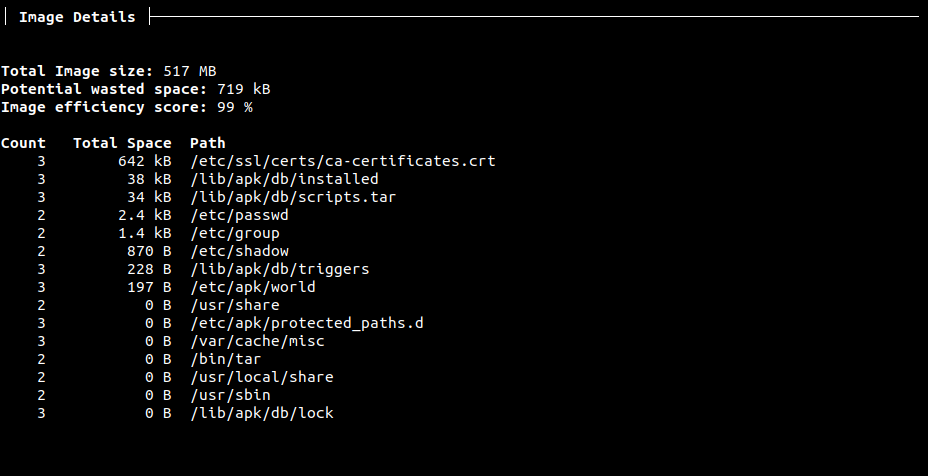 Image Details
Total Image size: 517 MB
Potential wasted space: 719 kB
Image efficiency score: 99 %
Count Total Space Path
3 642 kB /etc/ssl/certs/ca-certificates.crt
3 38 kB /lib/apk/db/installed
3 34 kB /lib/apk/db/scripts.tar
2 2.4 kB /etc/passwd
2 1.4 kB /etc/group
2 870 B /etc/shadow
3 228 B /lib/apk/db/triggers
3 197 B /etc/apk/world
2 0 B /usr/share
3 0 B /etc/apk/protected_paths.d
3 0 B /var/cache/misc
2 0 B /bin/tar
2 0 B /usr/local/share
2 0 B /usr/sbin
3 0 B /lib/apk/db/lock